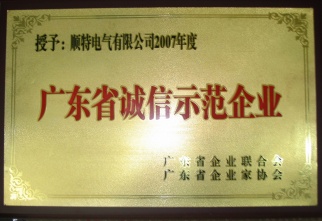 授予：顺特电气有限公司2007年度
广东省诚信示范企业
广东省企业联合会
广东省企业家协会